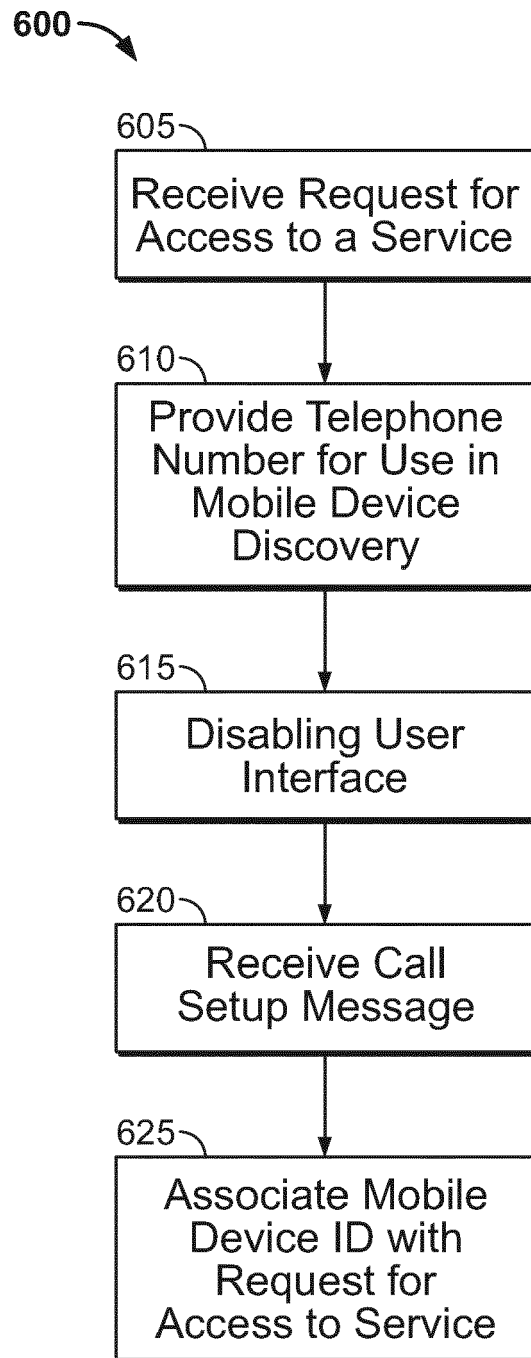 600
605
Receive Request for
Access to a Service
610
Provide Telephone
Number for Use in
Mobile Device
Discovery
615
Disabling User
Interface
620
Receive Call
Setup Message
625
Associate Mobile
Device ID with
Request for
Access to Service